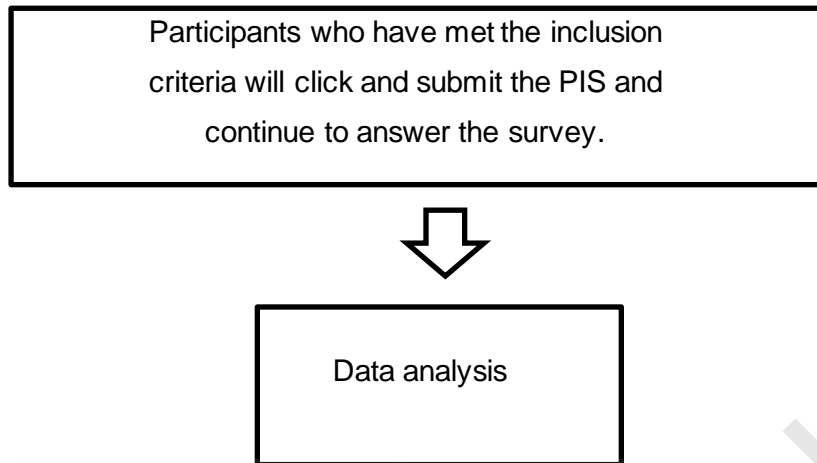 Participants who have met the inclusion
criteria will click and submit the PIS and
continue to answer the survey.
Data analysis